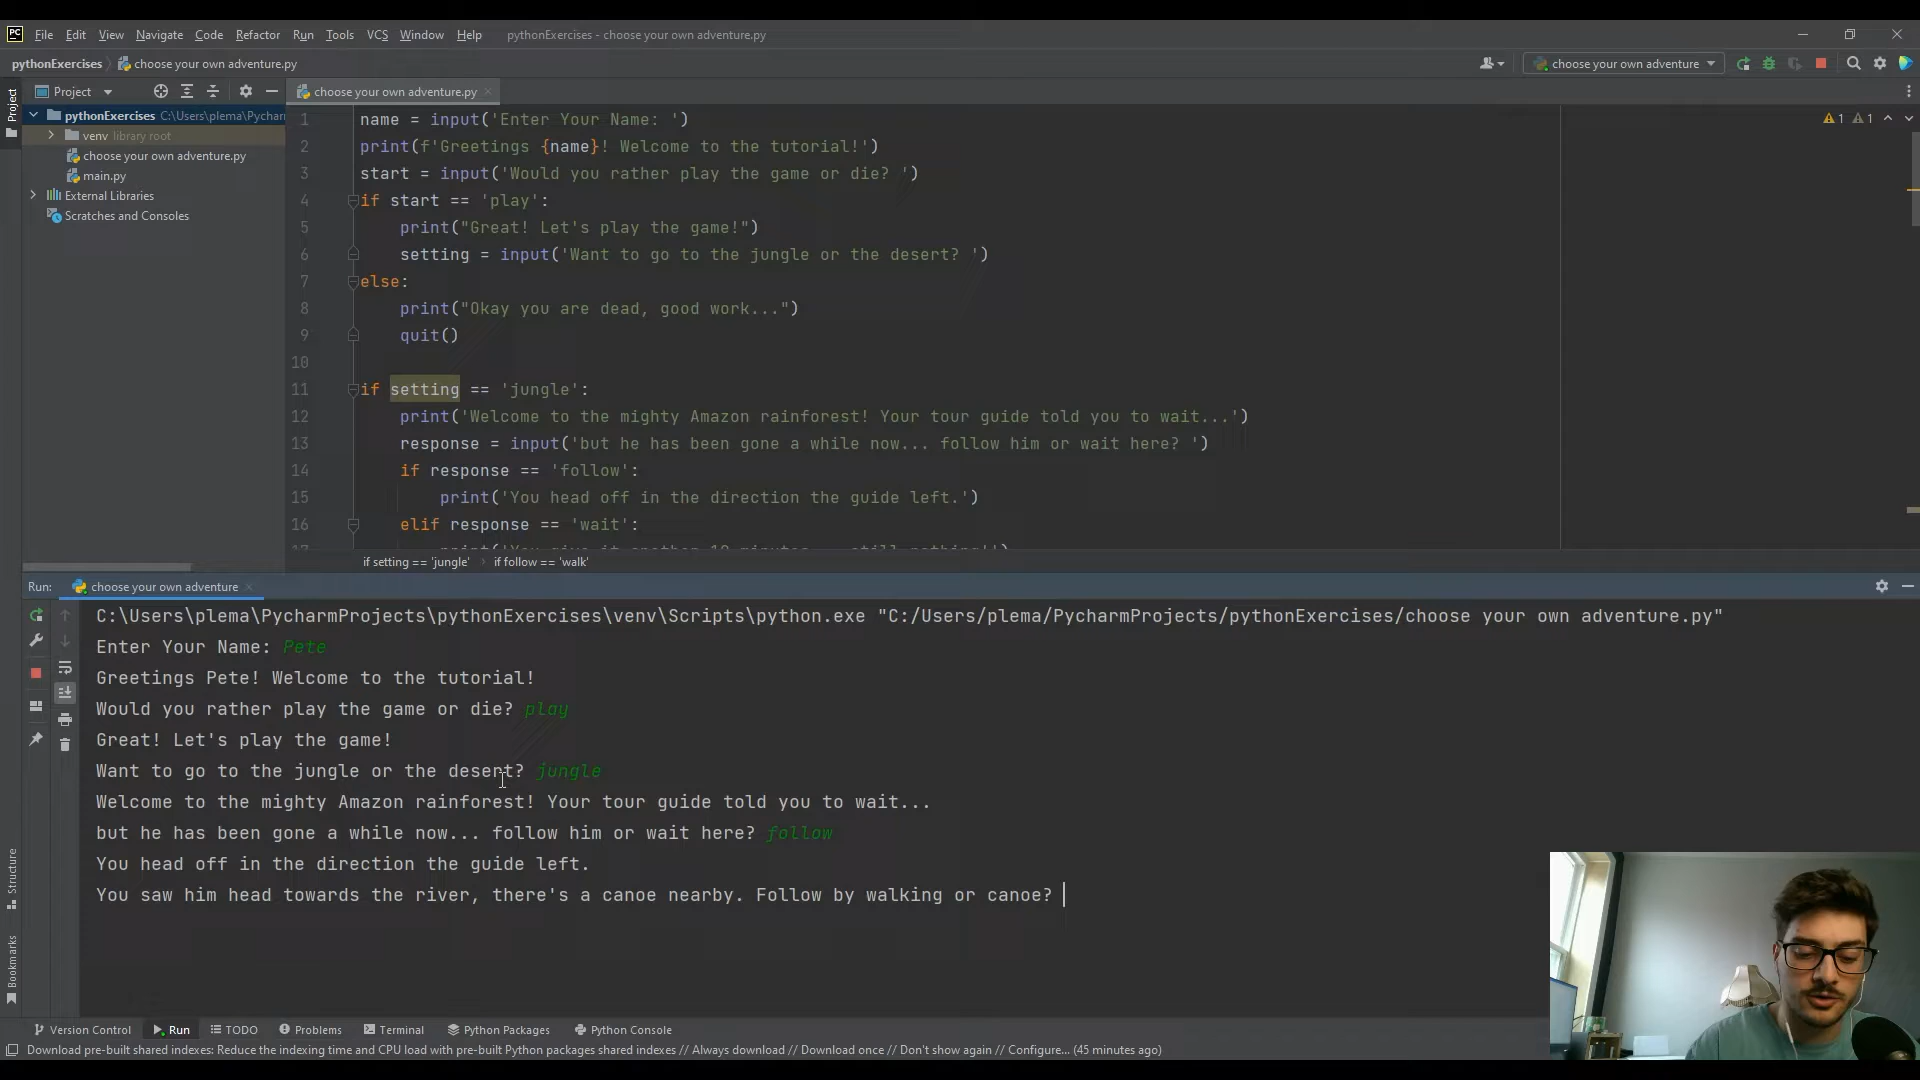 PC File Edit View Navigate Code Refactor Run Tools VCS Window Help pythonExercises - choose your own adventure.py
pythonExercises choose your own adventure.py choose your own adventure
Project
Project
choose your own adventure.py
pythonExercises C:\Users\plema\Pychar
venv library root
choose your own adventure.py
main.py
External Libraries
Scratches and Consoles
1 name = input('Enter Your Name: ')
2 print(f'Greetings {name}! Welcome to the tutorial!')
3 start = input('Would you rather play the game or die? ')
4 if start == 'play':
5 print("Great! Let's play the game!")
6 setting = input('Want to go to the jungle or the desert? ')
7 else:
8 print("Okay you are dead, good work...")
9 quit()
10
11 if setting == 'jungle':
12 print('Welcome to the mighty Amazon rainforest! Your tour guide told you to wait...')
13 response = input('but he has been gone a while now... follow him or wait here? ')
14 if response == 'follow':
15 print('You head off in the direction the guide left.')
16 elif response == 'wait':
1 1
if setting == 'jungle' if follow == 'walk'
Run: choose your own adventure
C:\Users\plema\PycharmProjects\pythonExercises\venv\Scripts\python.exe "C:/Users/plema/PycharmProjects/pythonExercises/choose your own adventure.py"
Enter Your Name: Pete
Greetings Pete! Welcome to the tutorial!
Would you rather play the game or die? play
Great! Let's play the game!
Want to go to the jungle or the desert? jungle
Welcome to the mighty Amazon rainforest! Your tour guide told you to wait...
but he has been gone a while now... follow him or wait here? follow
You head off in the direction the guide left.
You saw him head towards the river, there's a canoe nearby. Follow by walking or canoe?
Structure
Bookmarks
Version Control Run TODO Problems Terminal Python Packages Python Console
Download pre-built shared indexes: Reduce the indexing time and CPU load with pre-built Python packages shared indexes // Always download // Download once // Don't show again // Configure... (45 minutes ago)